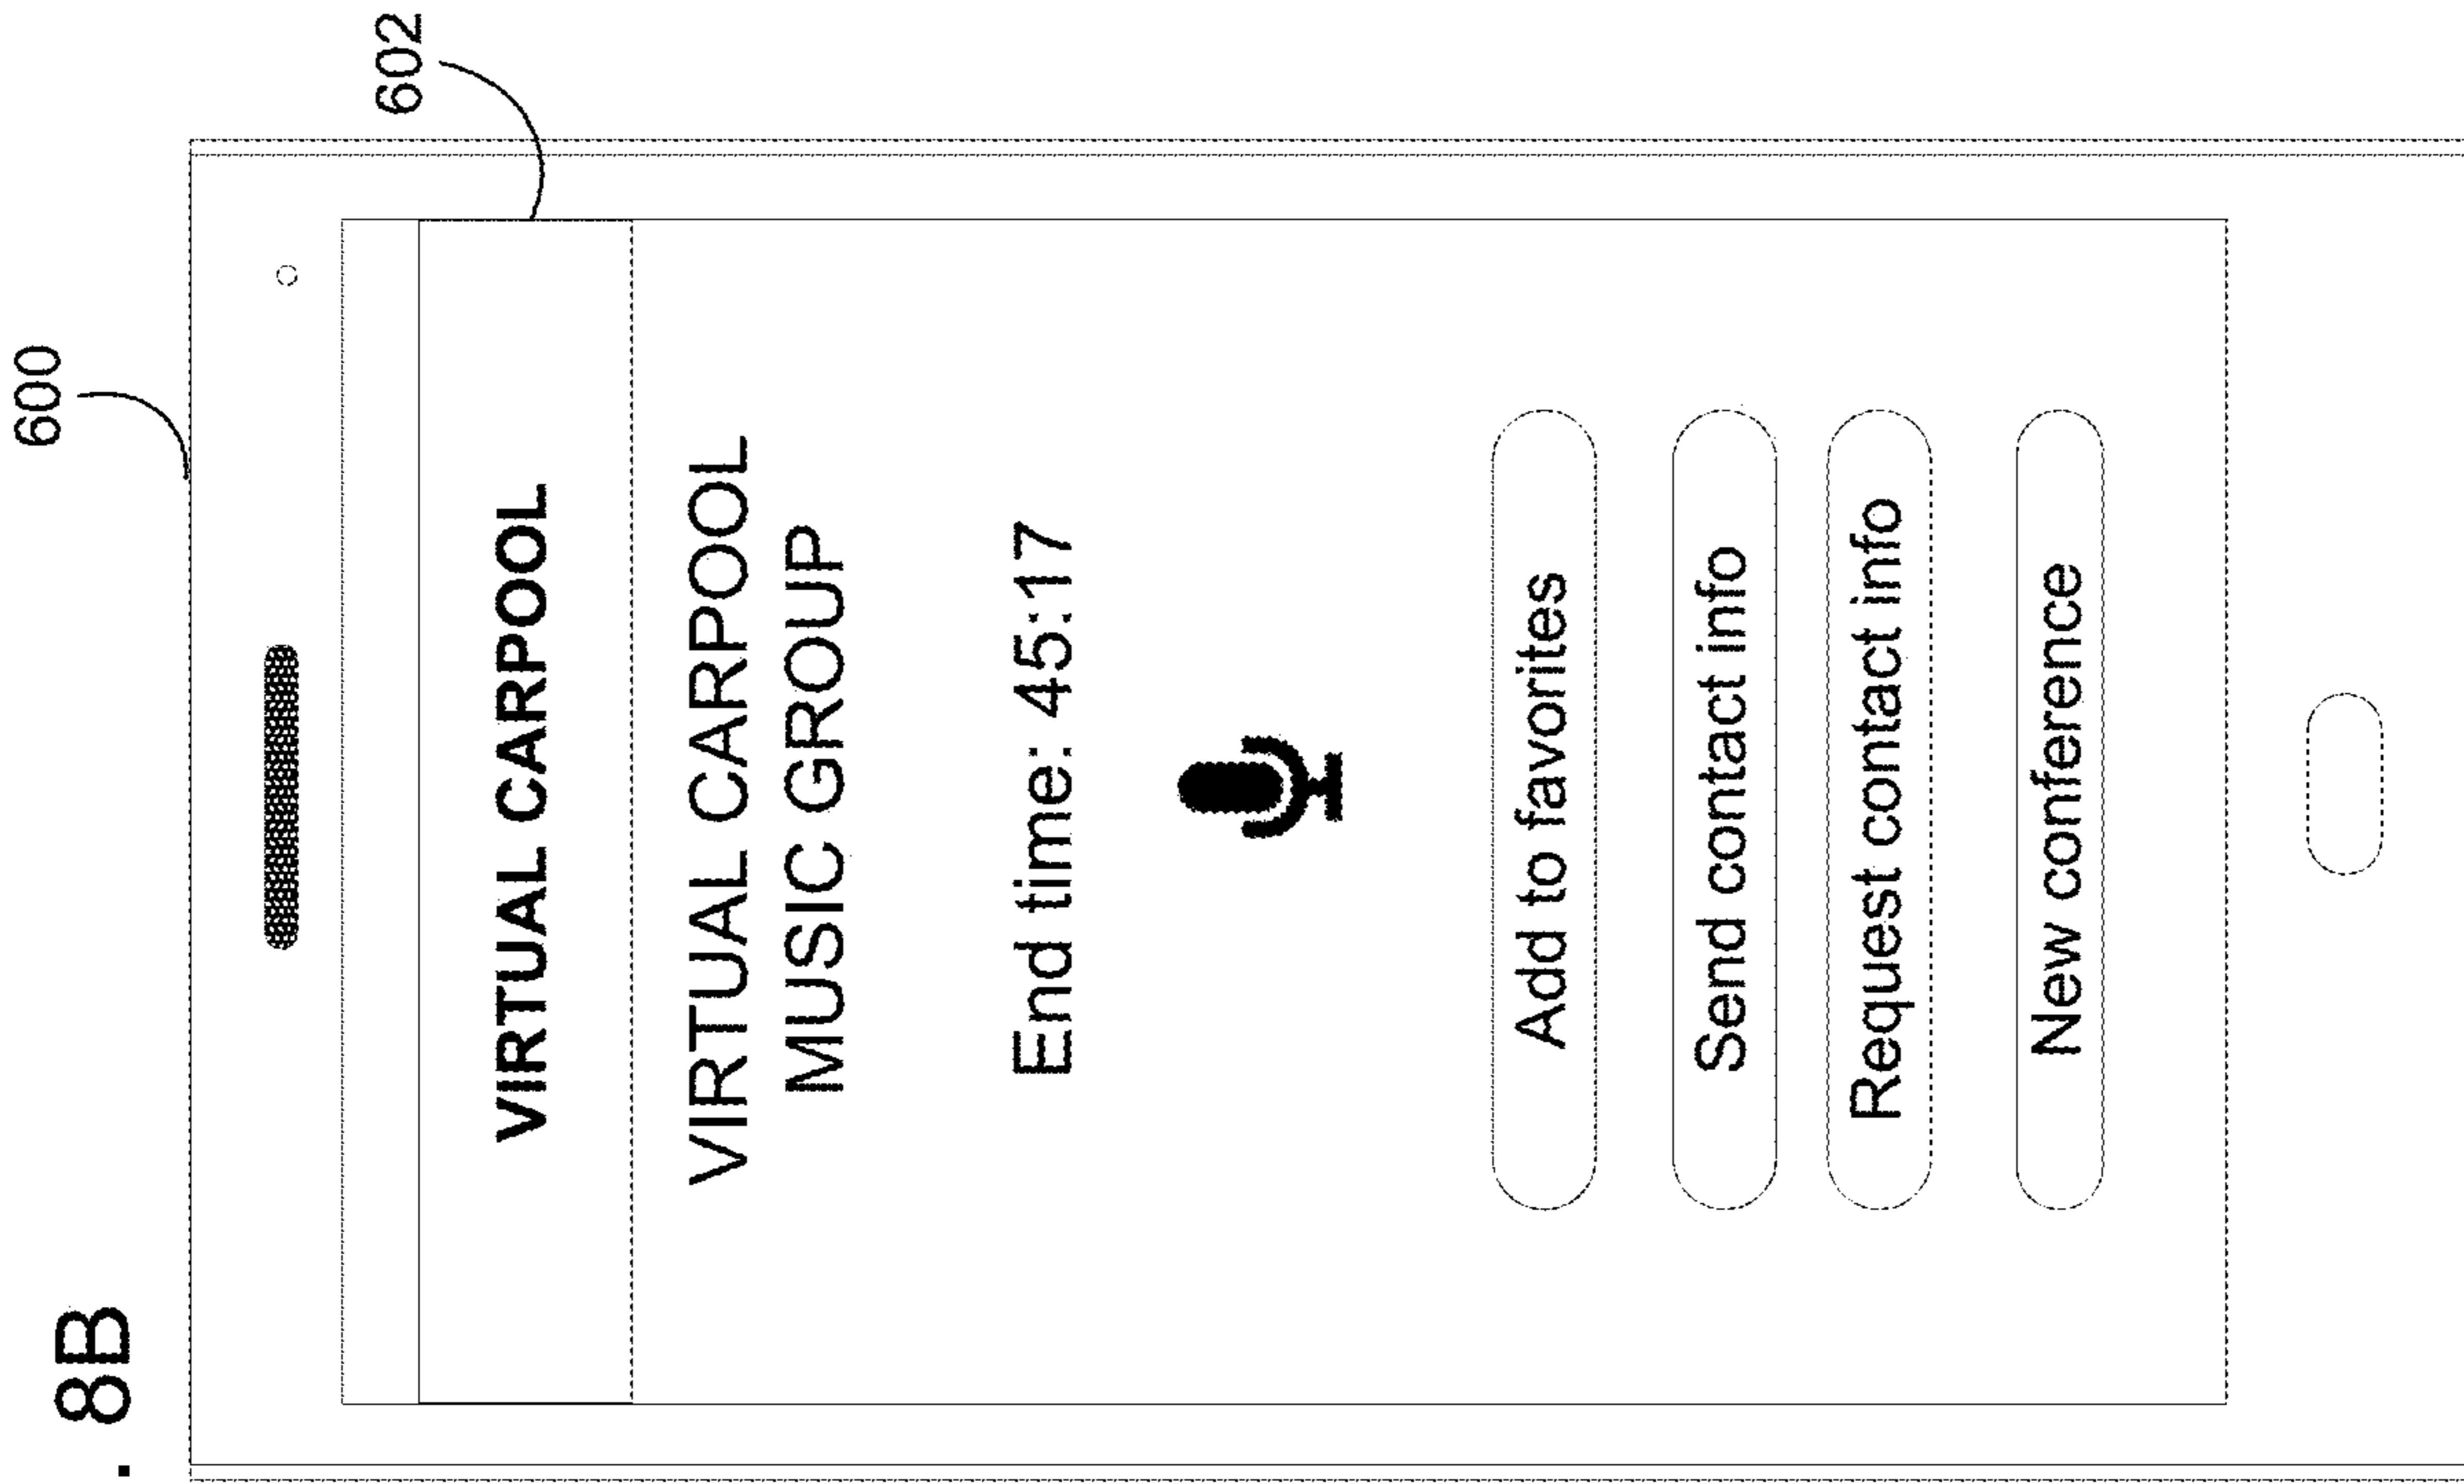 . 8B
600
602
VIRTUAL CARPOOL
VIRTUAL CARPOOL
MUSIC GROUP
End time: 45:17
Add to favorites
Send contact info
Request contact info
New conference